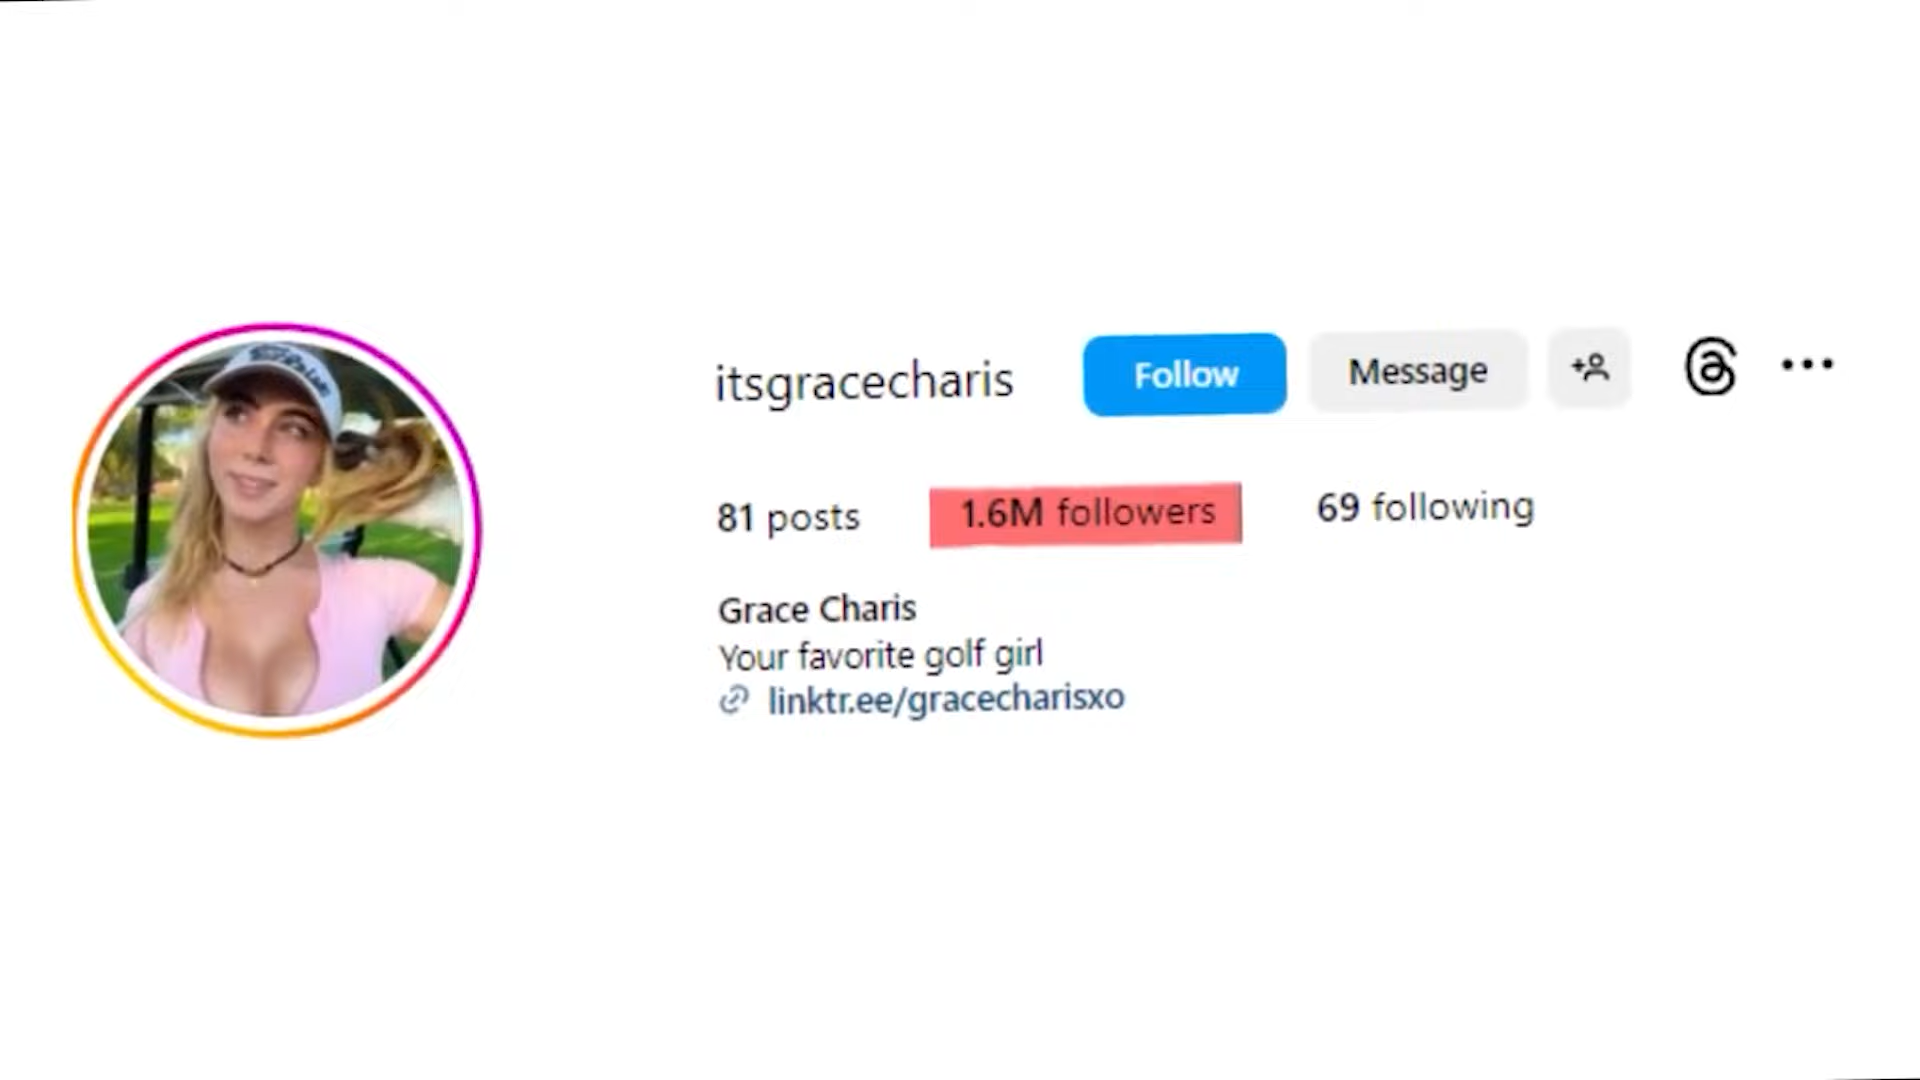 itsgracecharis Follow Message
81 posts 1.6M followers 69 following
Grace Charis
Your favorite golf girl
linktr.ee/gracecharisxo